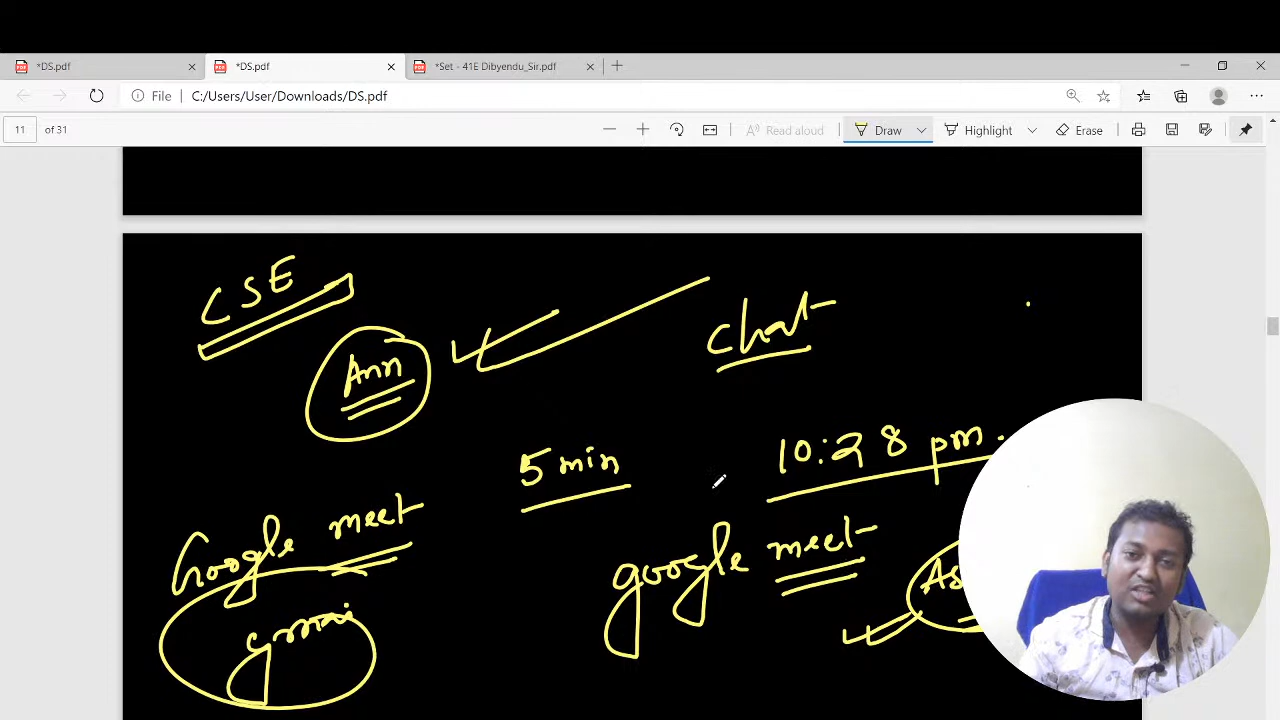 *DS.pdf *DS.pdf *Set - 41E Dibyendu_Sir.pdf
File C:/Users/User/Downloads/DS.pdf
11 of 31 Read aloud Draw Highlight Erase
CSE
Ann
Chat
5 min 10:28 pm.
Google meet
google meet
As